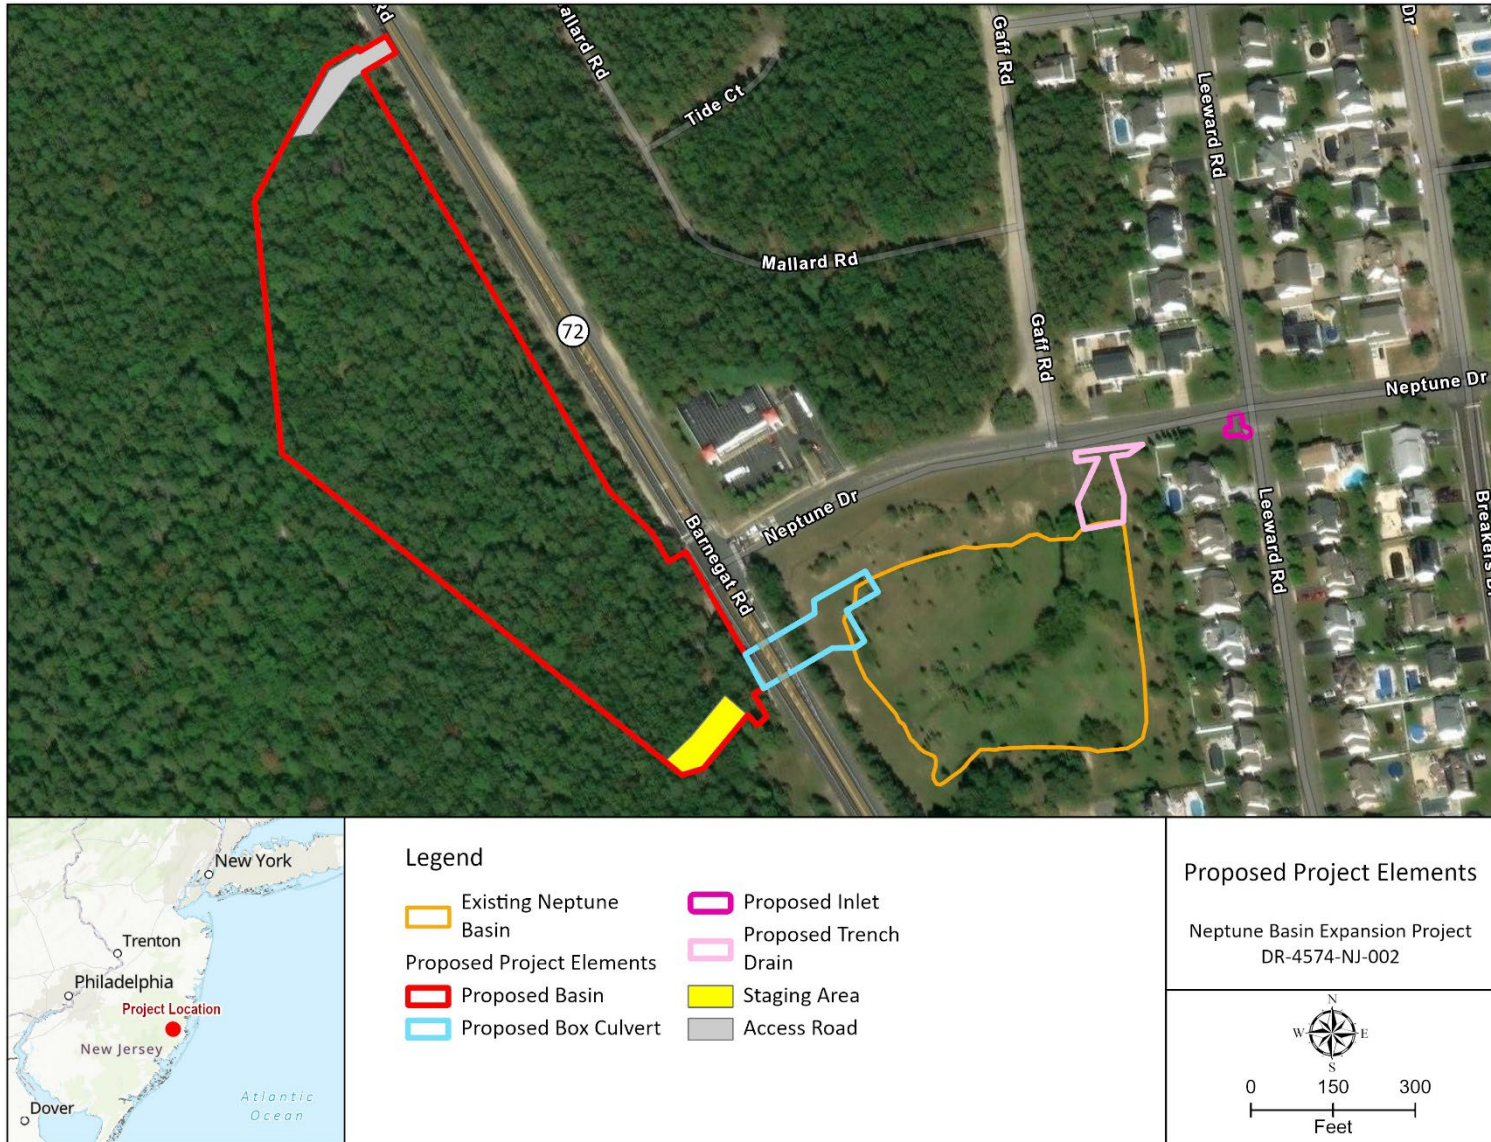 Rd
allard Rd
Tide Ct
Gaff Rd
Leeward Rd
Dr
Mallard Rd
72
Gaff Rd
Neptune Dr
Neptune Dr
Barnegat Rd
Leeward Rd
Breakers Dr
New York
Trenton
Philadelphia
Project Location
New Jersey
Atlantic
Ocean
Dover
Legend
Existing Neptune
Basin
Proposed Project Elements
Proposed Basin
Proposed Box Culvert
Proposed Inlet
Proposed Trench
Drain
Staging Area
Access Road
Proposed Project Elements
Neptune Basin Expansion Project
DR-4574-NJ-002
N
W E
S
0 150 300
Feet